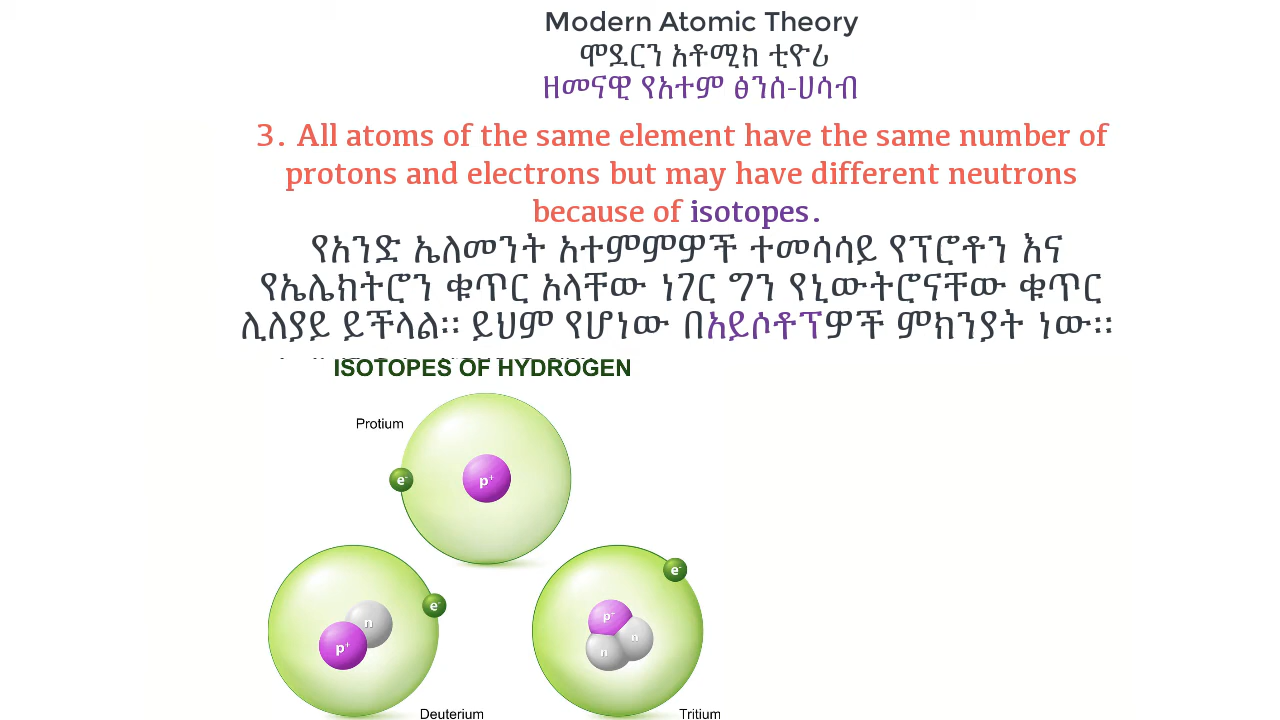 Modern Atomic Theory
ሞደርን አቶሚክ ቲዮሪ
ዘመናዊ የአተም ፅንሰ-ሀሳብ
3. All atoms of the same element have the same number of
protons and electrons but may have different neutrons
because of isotopes.
የአንድ ኤለመንት አተምምዎች ተመሳሳይ የፕሮቶን እና
የኤሌክትሮን ቁጥር አላቸው ነገር ግን የኒውትሮናቸው ቁጥር
ሊለያይ ይችላል፡፡ ይህም የሆነው በአይሶቶፕዎች ምክንያት ነው፡፡
ISOTOPES OF HYDROGEN
Protium
e-
p+
e-
n
p+
Deuterium
e-
p+
n
n
Tritium